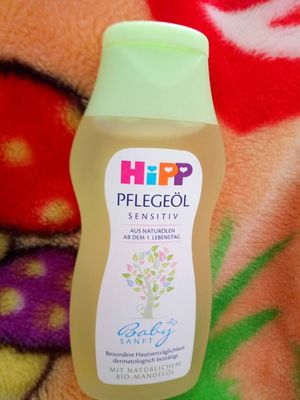 HiPP
PFLEGEÖL
SENSITIV
AUS NATURÖLEN
AB DEM 1. LEBENSTAG
Baby
SANFT
Besondere Hautverträglichkeit
dermatologisch bestätigt
MIT NATÜRLICHEM
BIO-MANDELÖL